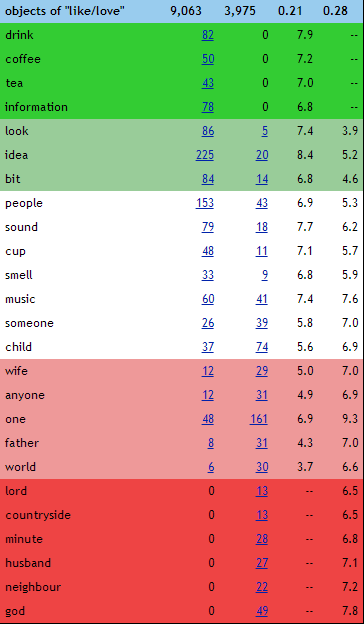 objects of "like/love" 9,063 3,975 0.21 0.28
drink 82 0 7.9 --
coffee 50 0 7.2 --
tea 43 0 7.0 --
information 78 0 6.8 --
look 86 5 7.4 3.9
idea 225 20 8.4 5.2
bit 84 14 6.8 4.6
people 153 43 6.9 5.3
sound 79 18 7.7 6.2
cup 48 11 7.1 5.7
smell 33 9 6.8 5.9
music 60 41 7.4 7.6
someone 26 39 5.8 7.0
child 37 74 5.6 6.9
wife 12 29 5.0 7.0
anyone 12 31 4.9 6.9
one 48 161 6.9 9.3
father 8 31 4.3 7.0
world 6 30 3.7 6.6
lord 0 13 -- 6.5
countryside 0 13 -- 6.5
minute 0 28 -- 6.8
husband 0 27 -- 7.1
neighbour 0 22 -- 7.2
god 0 49 -- 7.8